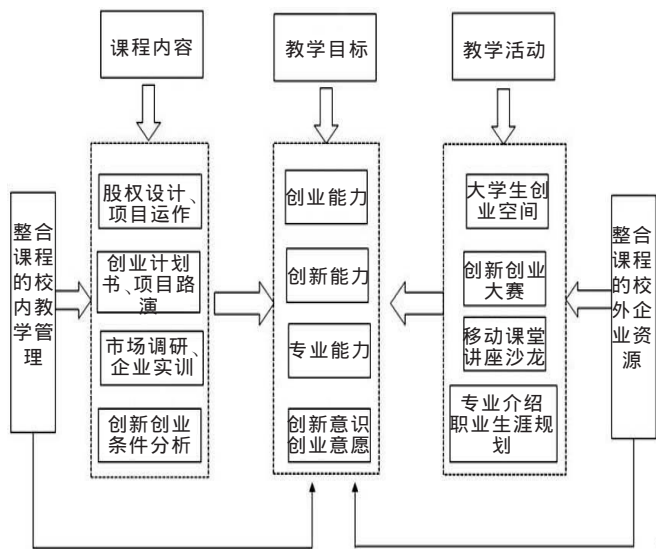 课程内容
教学目标
教学活动
整合
课程
的校
内教
学管
理
股权设计、
项目运作
创业计划
书、项目路
演
市场调研、
企业实训
创新创业
条件分析
创业能力
创新能力
专业能力
创新意识
创业意愿
大学生创
业空间
创新创业
大赛
移动课堂
讲座沙龙
专业介绍
职业生涯规
划
整合
课程
的校
外企
业资
源